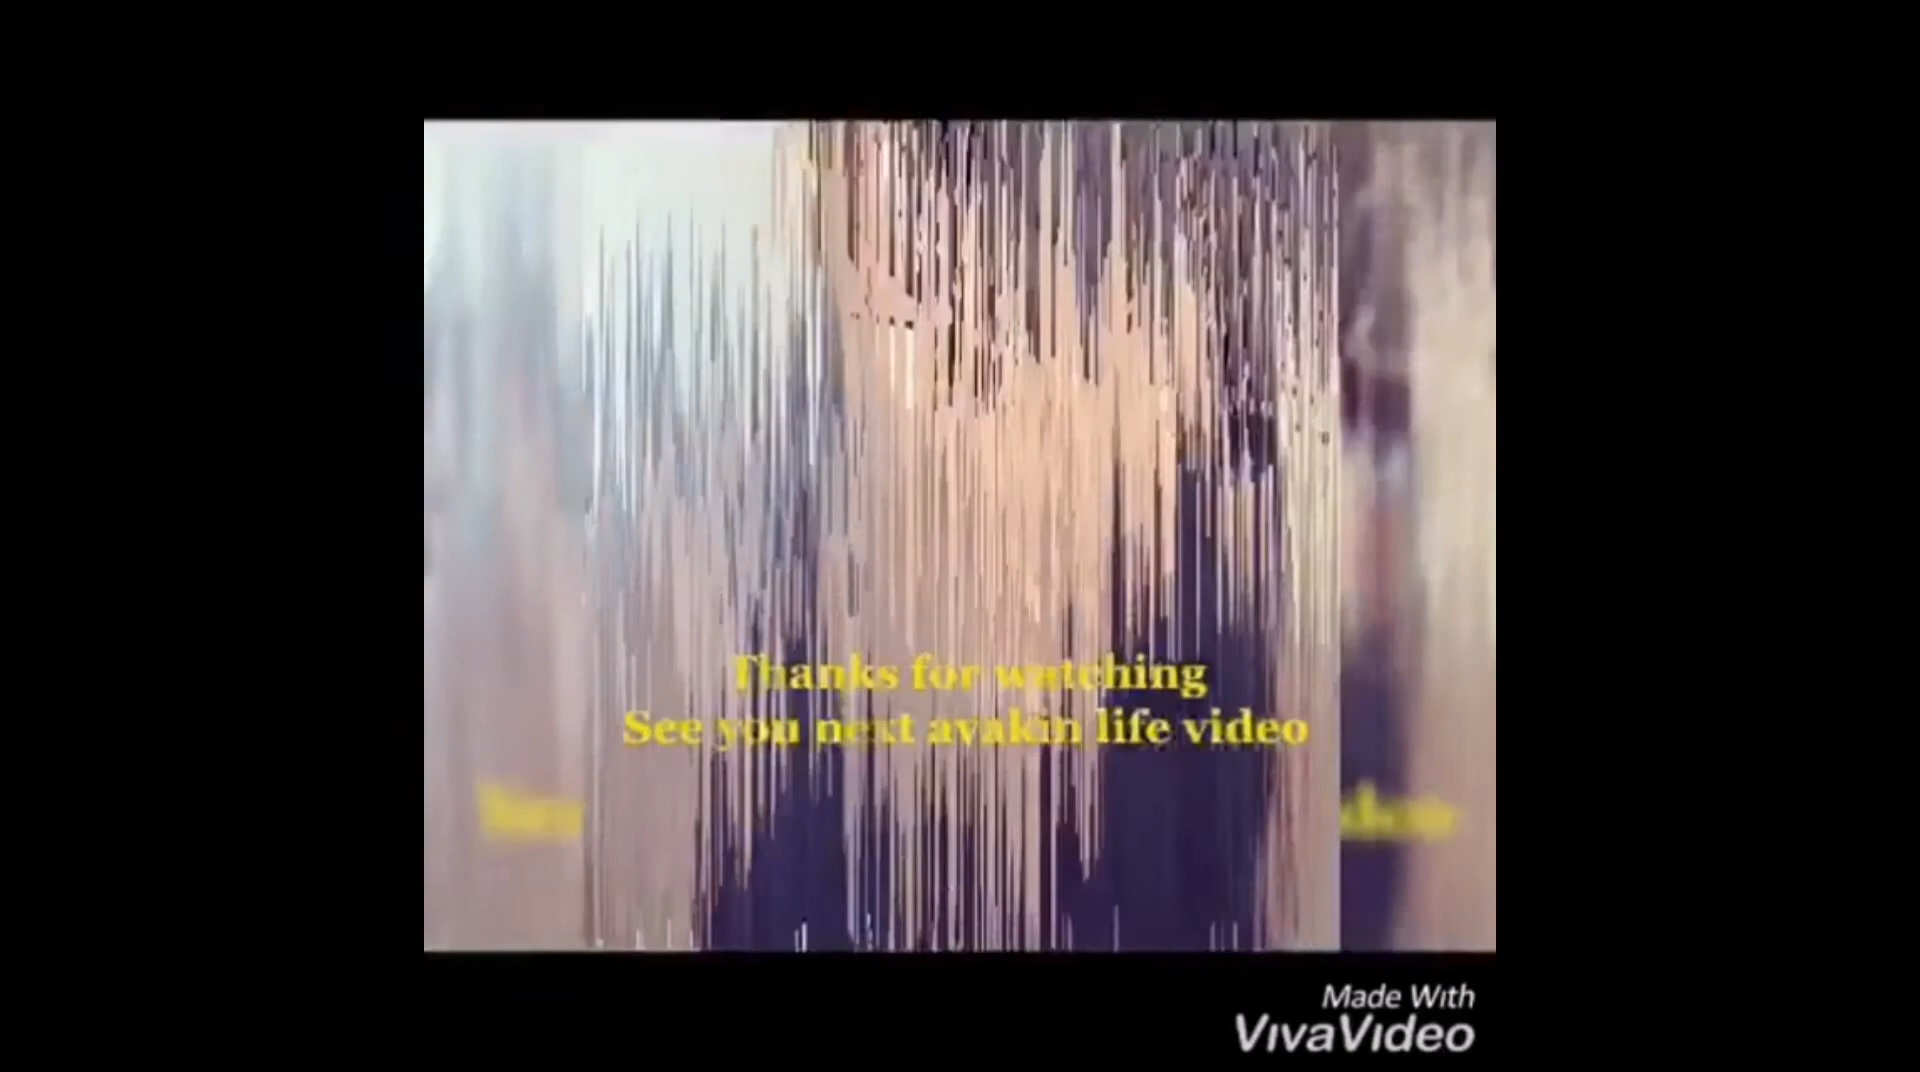 Thanks for watching
See you next avakin life video
Made With
VivaVideo